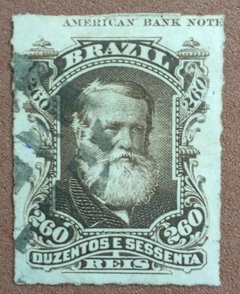 AMERICAN BANK NOTE
BRAZIL
260 260
260 260
DUZENTOS E SESSENTA
REIS